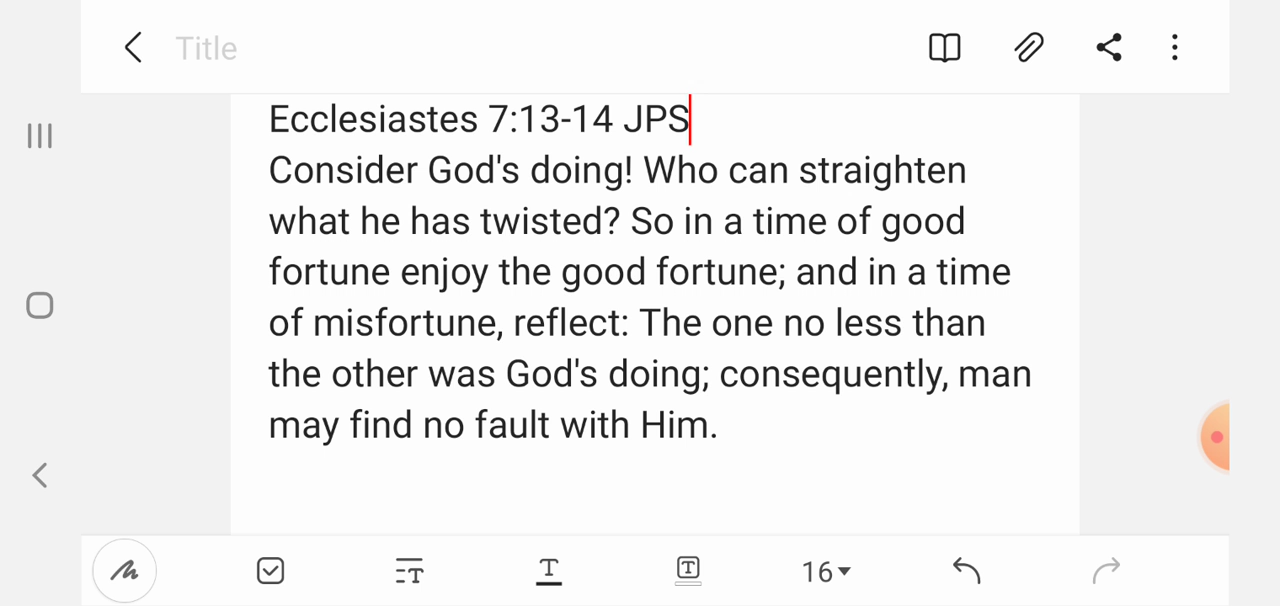 Title
Ecclesiastes 7:13-14 JPS
Consider God's doing! Who can straighten
what he has twisted? So in a time of good
fortune enjoy the good fortune; and in a time
of misfortune, reflect: The one no less than
the other was God's doing; consequently, man
may find no fault with Him.
16